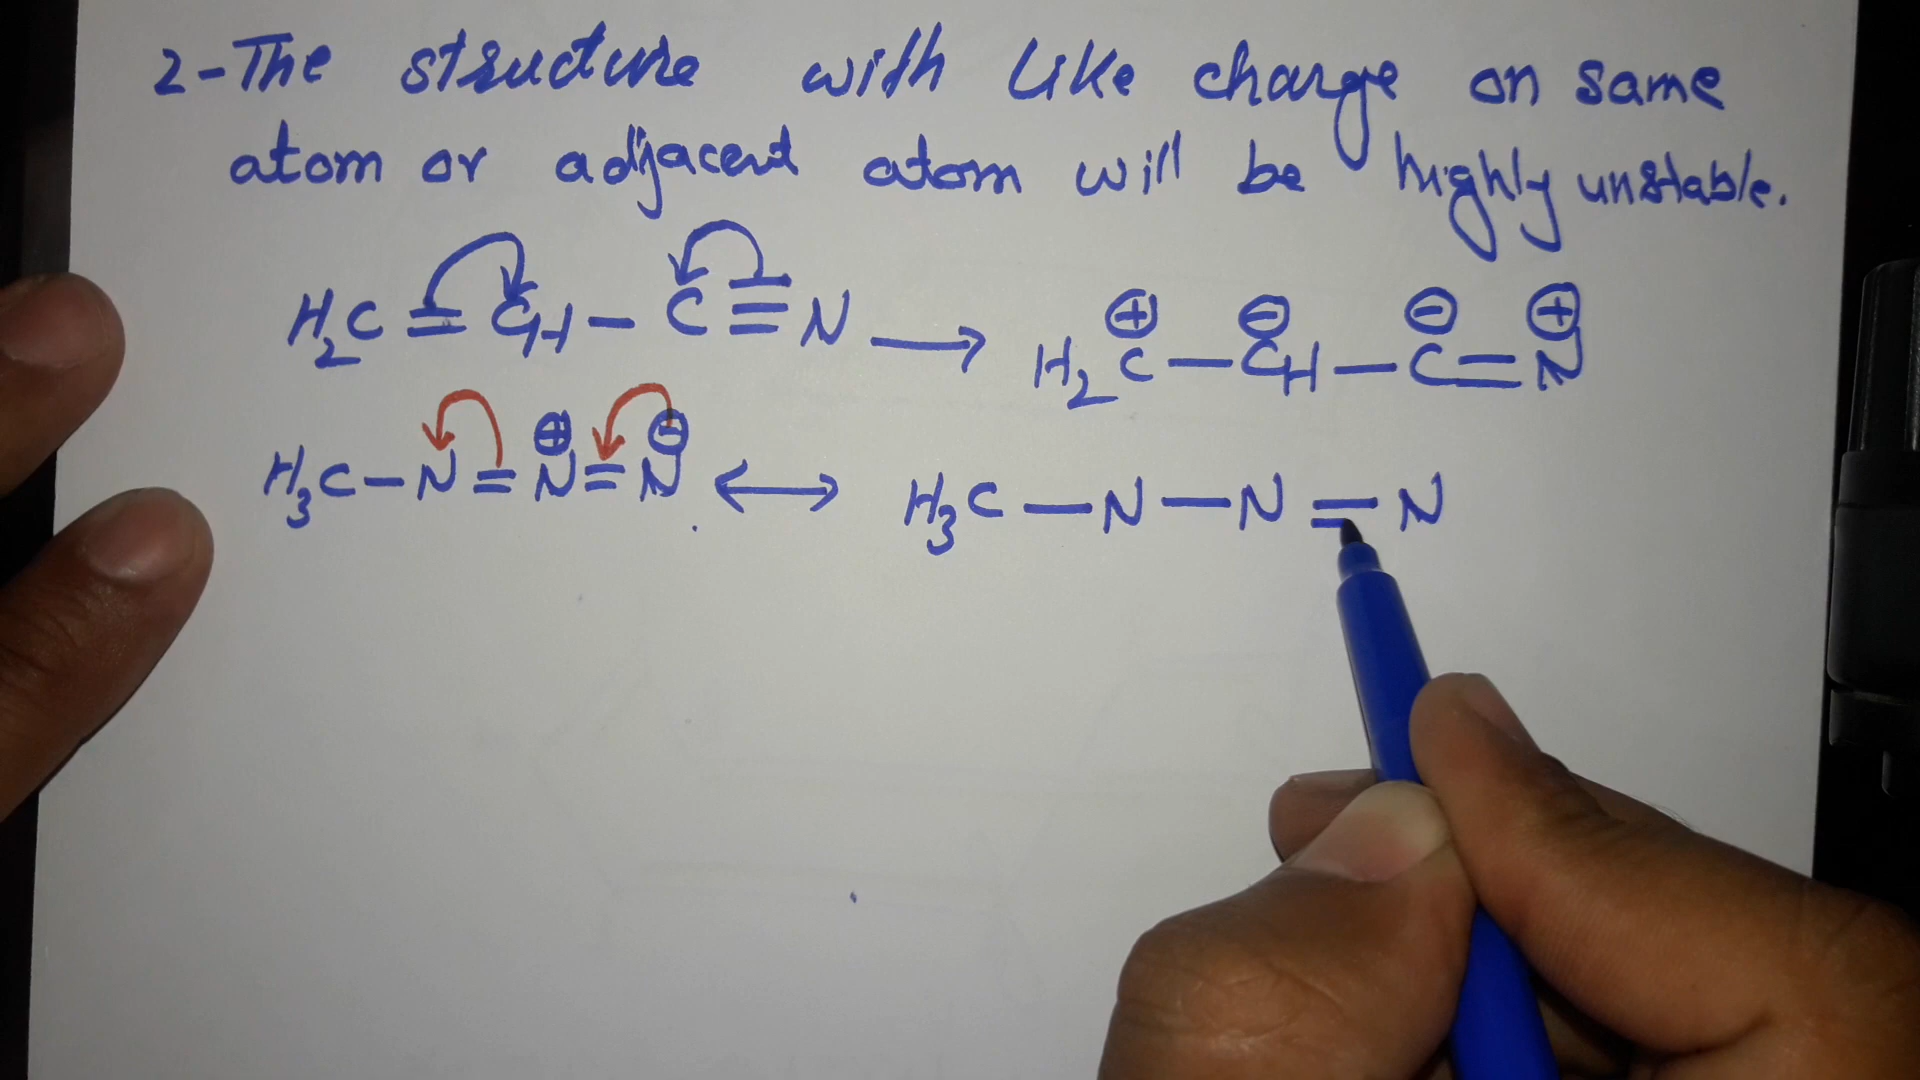 2-The structure with like charge on same
atom or adjacent atom will be highly unstable.
H₂C = CH - C ≡ N ⟶ H₂C⊕ - CH⊖ - C⊖ = N⊕
H₃C - N = N⊕ = N⊖ ⟷ H₃C - N - N = N